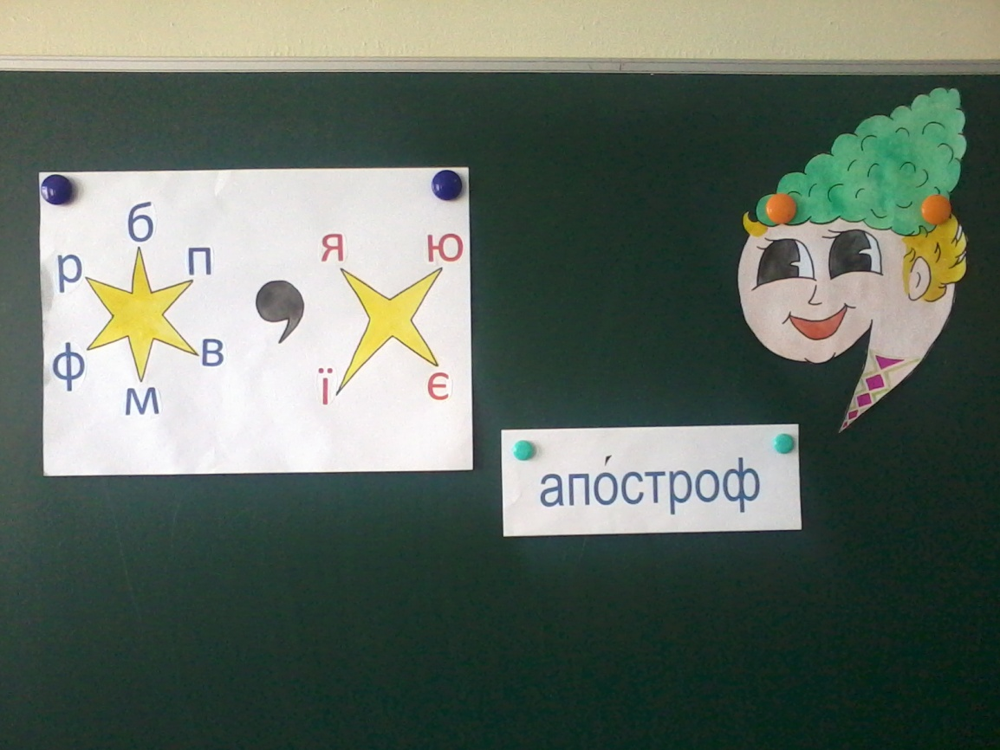 б
р п
ф в
м
,
я ю
ї є
апо́строф